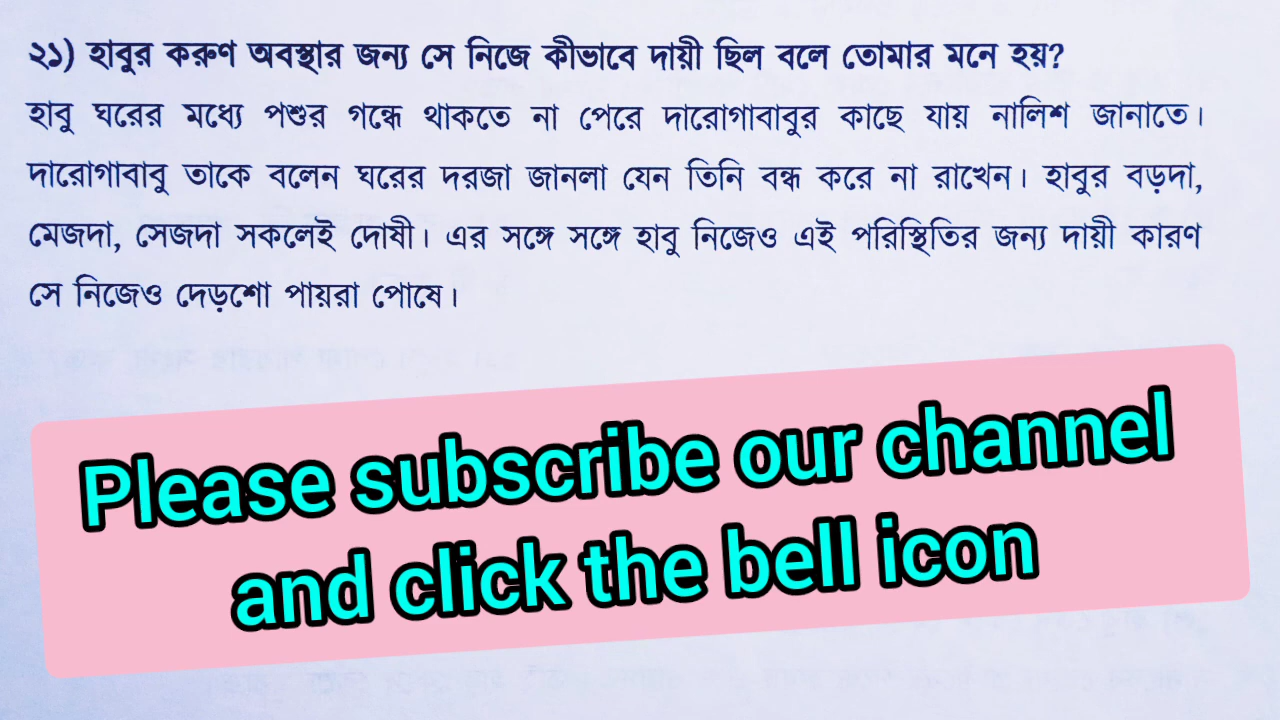 ২১) হাবুর করুণ অবস্থার জন্য সে নিজে কীভাবে দায়ী ছিল বলে তোমার মনে হয়?
হাবু ঘরের মধ্যে পশুর গন্ধে থাকতে না পেরে দারোগাবাবুর কাছে যায় নালিশ জানাতে।
দারোগাবাবু তাকে বলেন ঘরের দরজা জানলা যেন তিনি বন্ধ করে না রাখেন। হাবুর বড়দা,
মেজদা, সেজদা সকলেই দোষী। এর সঙ্গে সঙ্গে হাবু নিজেও এই পরিস্থিতির জন্য দায়ী কারণ
সে নিজেও দেড়শো পায়রা পোষে।
Please subscribe our channel
and click the bell icon